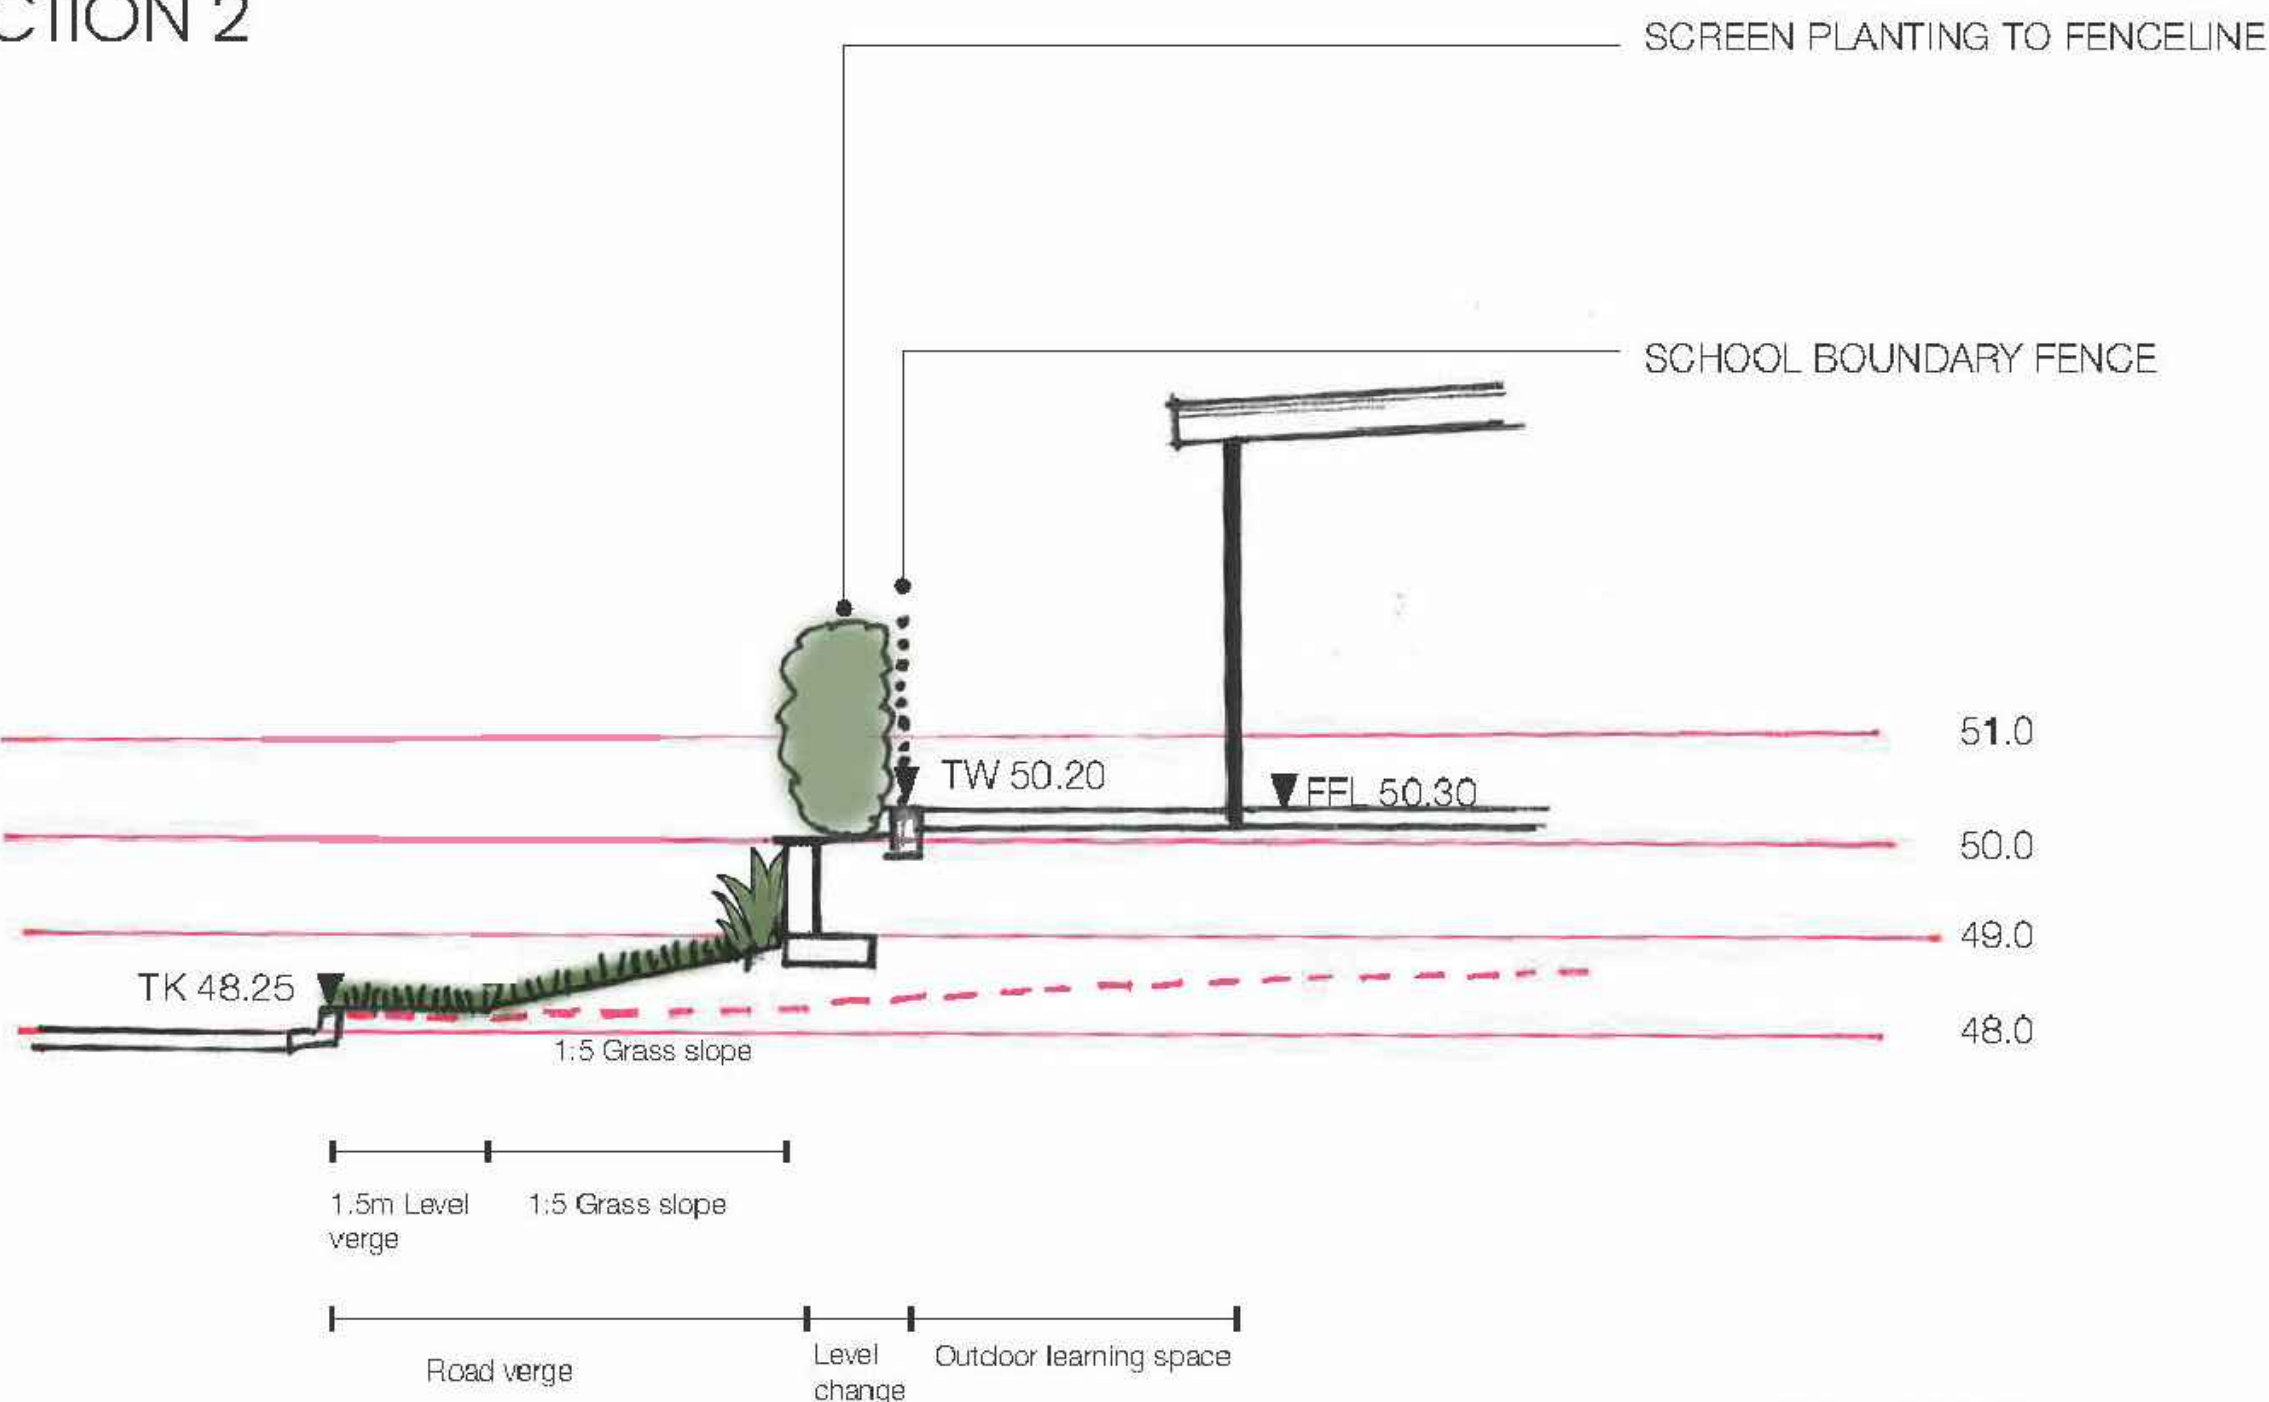 CTION 2
SCREEN PLANTING TO FENCELINE
SCHOOL BOUNDARY FENCE
51.0
TW 50.20
FFL 50.30
50.0
49.0
TK 48.25
48.0
1:5 Grass slope
1.5m Level
verge
1:5 Grass slope
Road verge
Level
change
Outdoor learning space